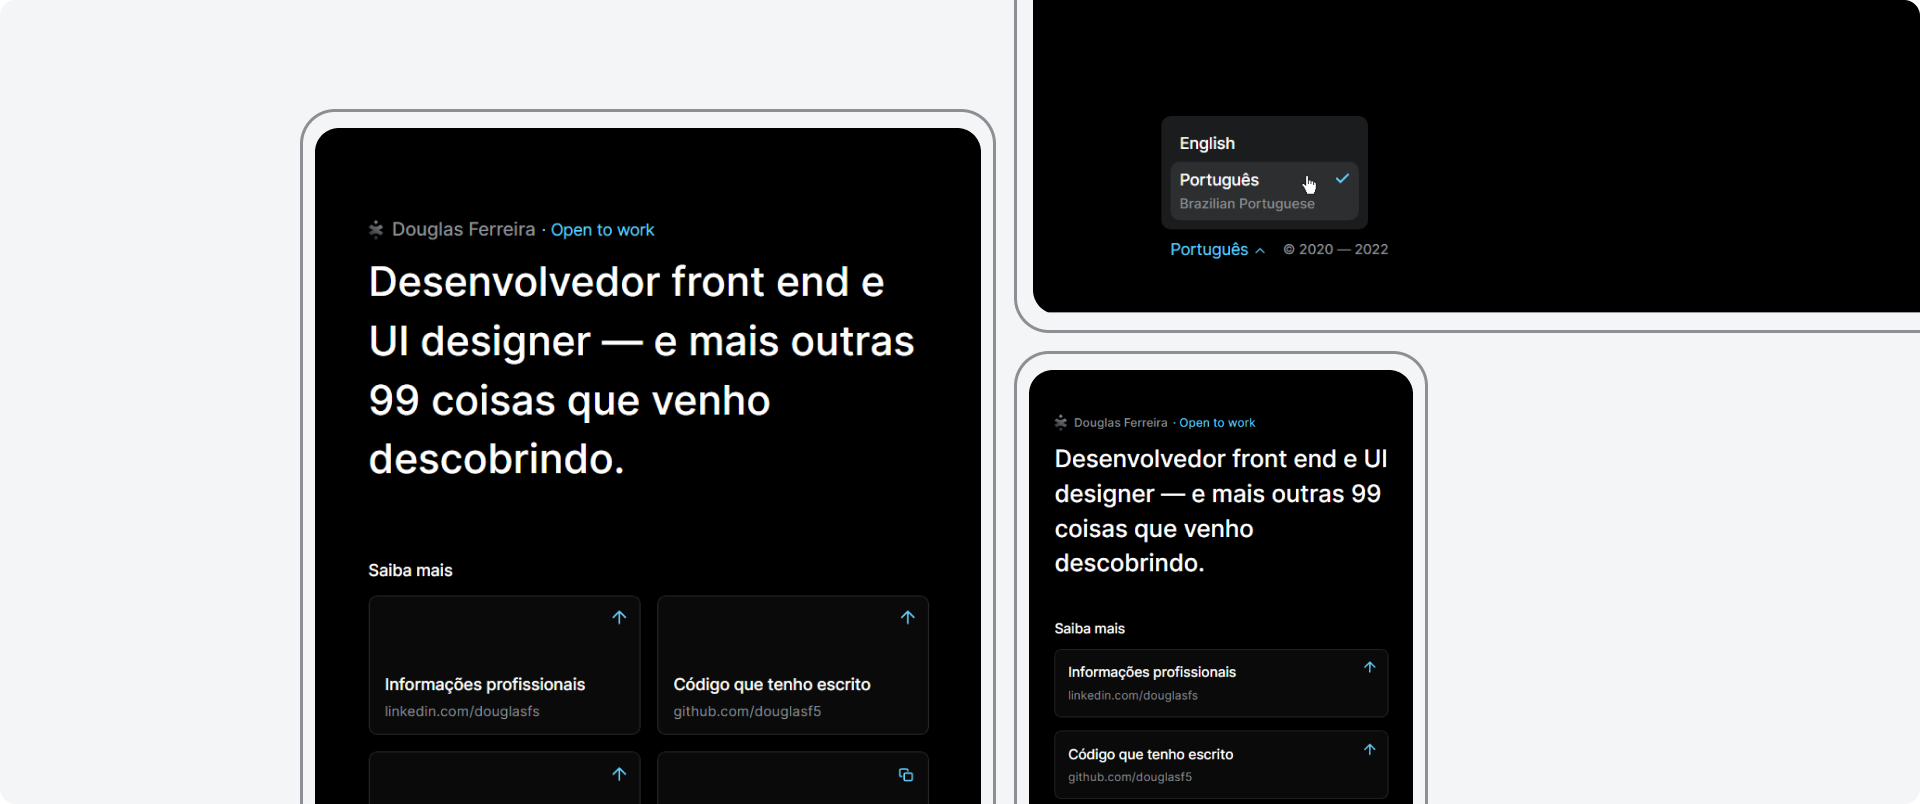 Douglas Ferreira · Open to work
Desenvolvedor front end e
UI designer — e mais outras
99 coisas que venho
descobrindo.
Saiba mais
Informações profissionais
linkedin.com/douglasfs
Código que tenho escrito
github.com/douglasf5
English
Português
Brazilian Portuguese
Português © 2020 — 2022
Douglas Ferreira · Open to work
Desenvolvedor front end e UI
designer — e mais outras 99
coisas que venho
descobrindo.
Saiba mais
Informações profissionais
linkedin.com/douglasfs
Código que tenho escrito
github.com/douglasf5